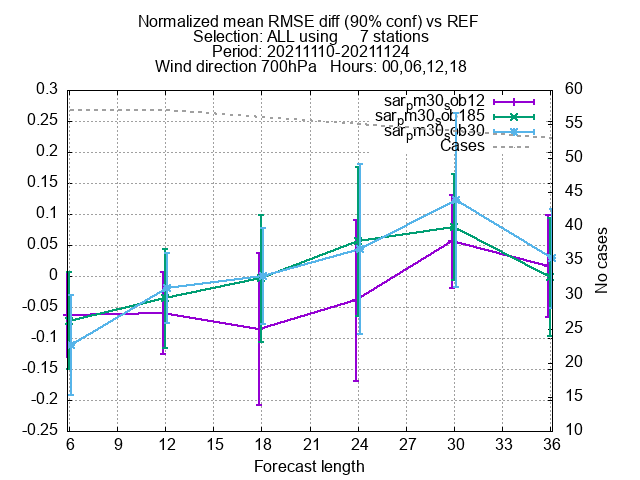 Normalized mean RMSE diff (90% conf) vs REF
Selection: ALL using 7 stations
Period: 20211110-20211124
Wind direction 700hPa Hours: 00,06,12,18
0.3
0.25
0.2
0.15
0.1
0.05
0
-0.05
-0.1
-0.15
-0.2
-0.25
sarpm30sob12
sarpm30sob185
sarpm30sob30
Cases
60
55
50
45
40
35
30
25
20
15
10
No cases
6 9 12 15 18 21 24 27 30 33 36
Forecast length